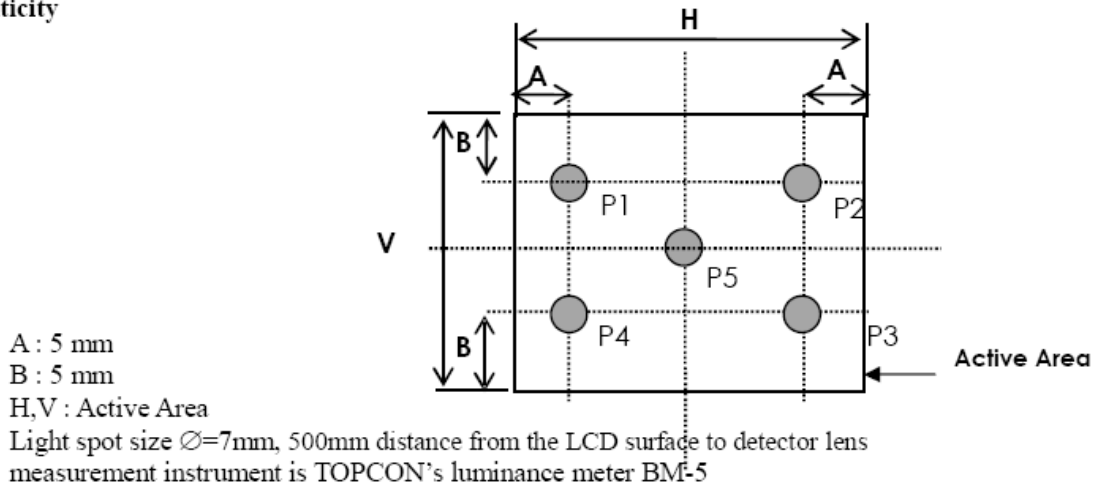 ticity
H
A
A
B
P1
P2
V
P5
B
P4
P3
Active Area
A : 5 mm
B : 5 mm
H,V : Active Area
Light spot size ∅=7mm, 500mm distance from the LCD surface to detector lens
measurement instrument is TOPCON's luminance meter BM-5